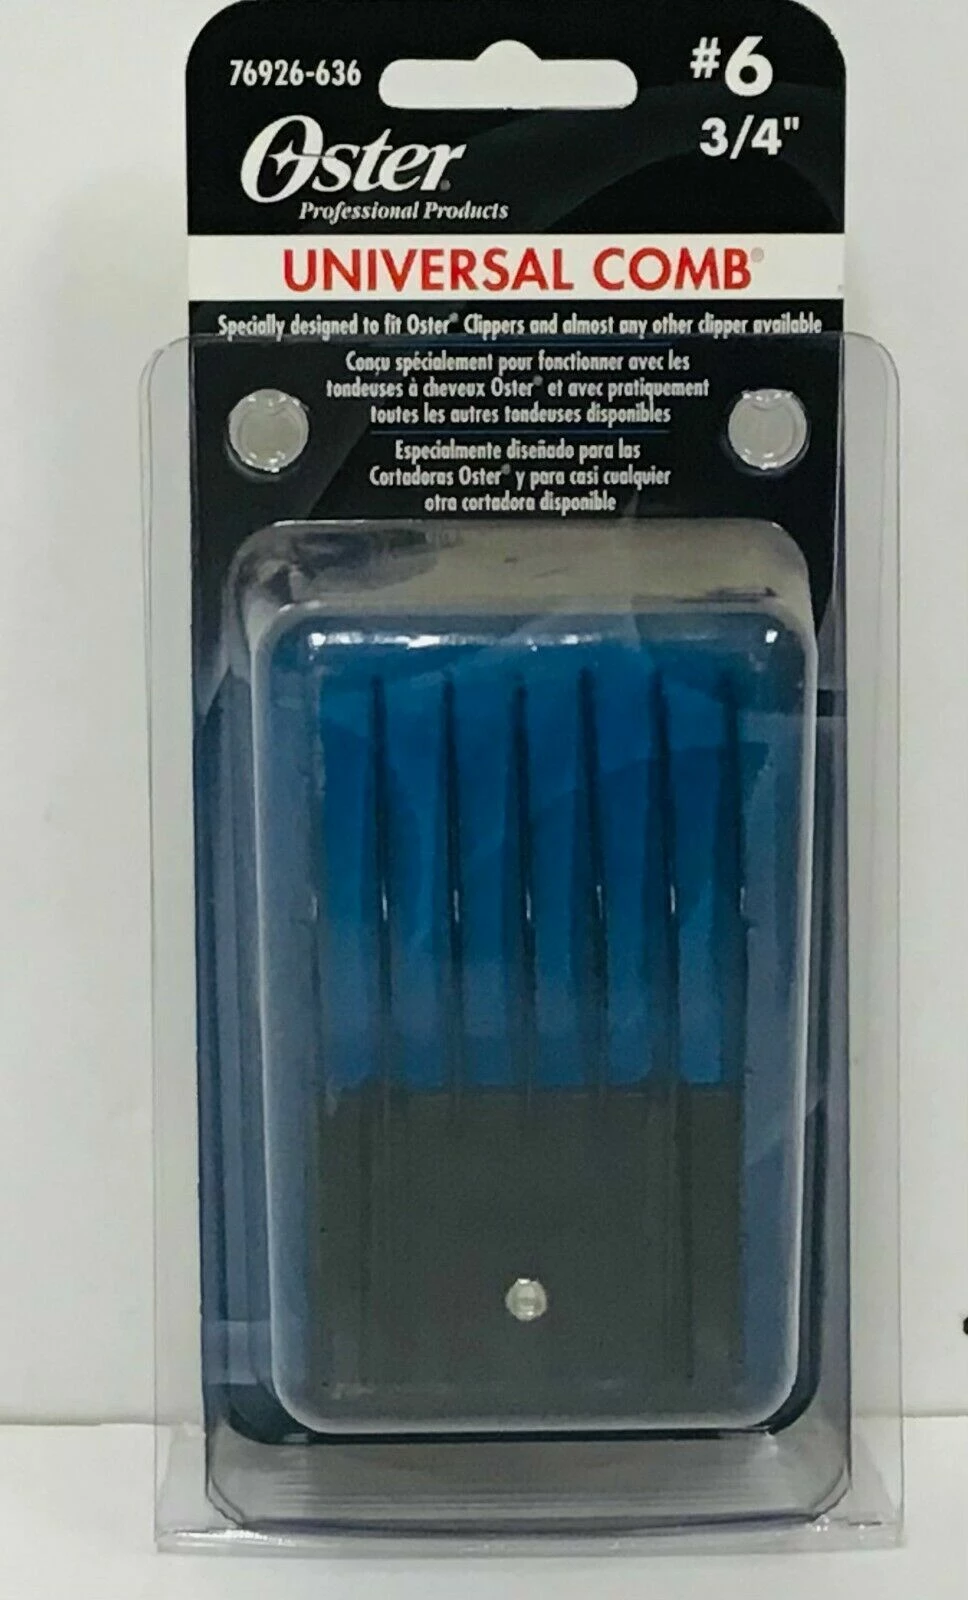 76926-636
#6
3/4"
Oster®
Professional Products
UNIVERSAL COMB®
Specially designed to fit Oster® Clippers and almost any other clipper available
Conçu spécialement pour fonctionner avec les
tondeuses à cheveux Oster® et avec pratiquement
toutes les autres tondeuses disponibles
Especialmente diseñado para las
Cortadoras Oster® y para casi cualquier
otra cortadora disponible